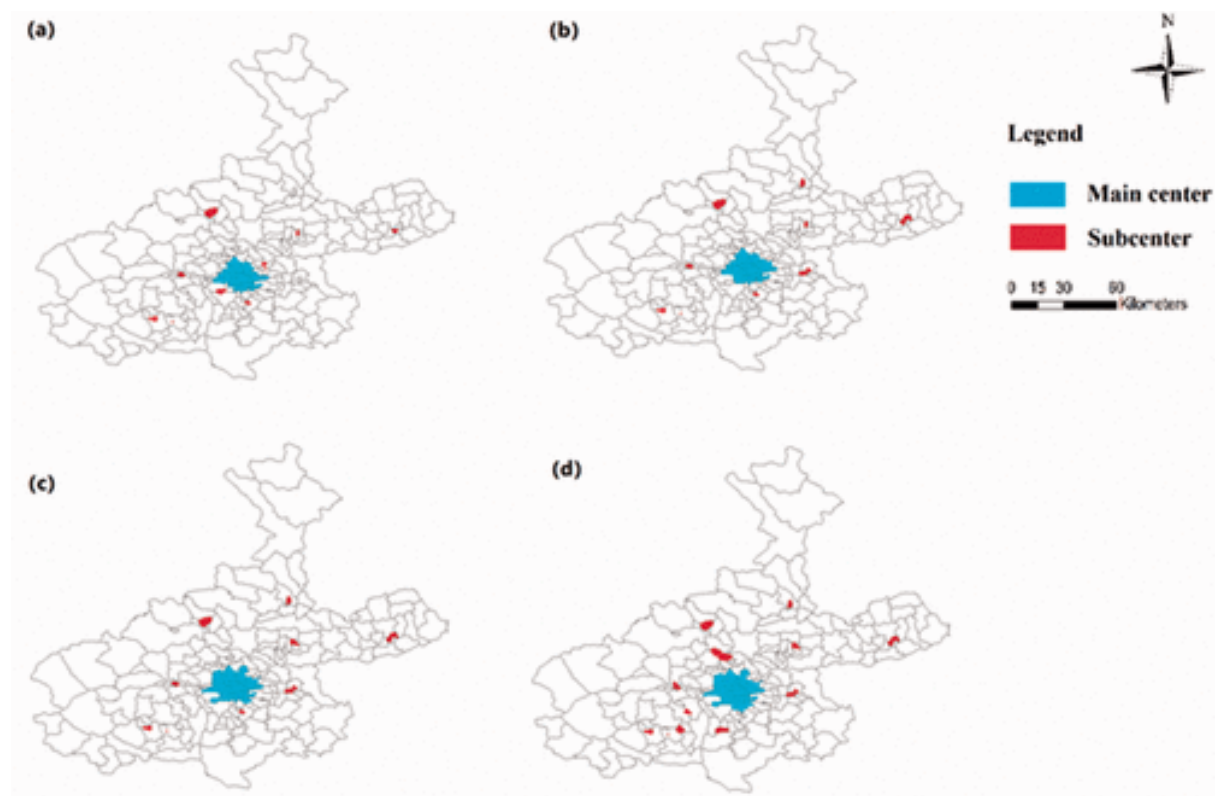 (a)
(b)
N
Legend
Main center
Subcenter
0 15 30 60
Kilometers
(c)
(d)